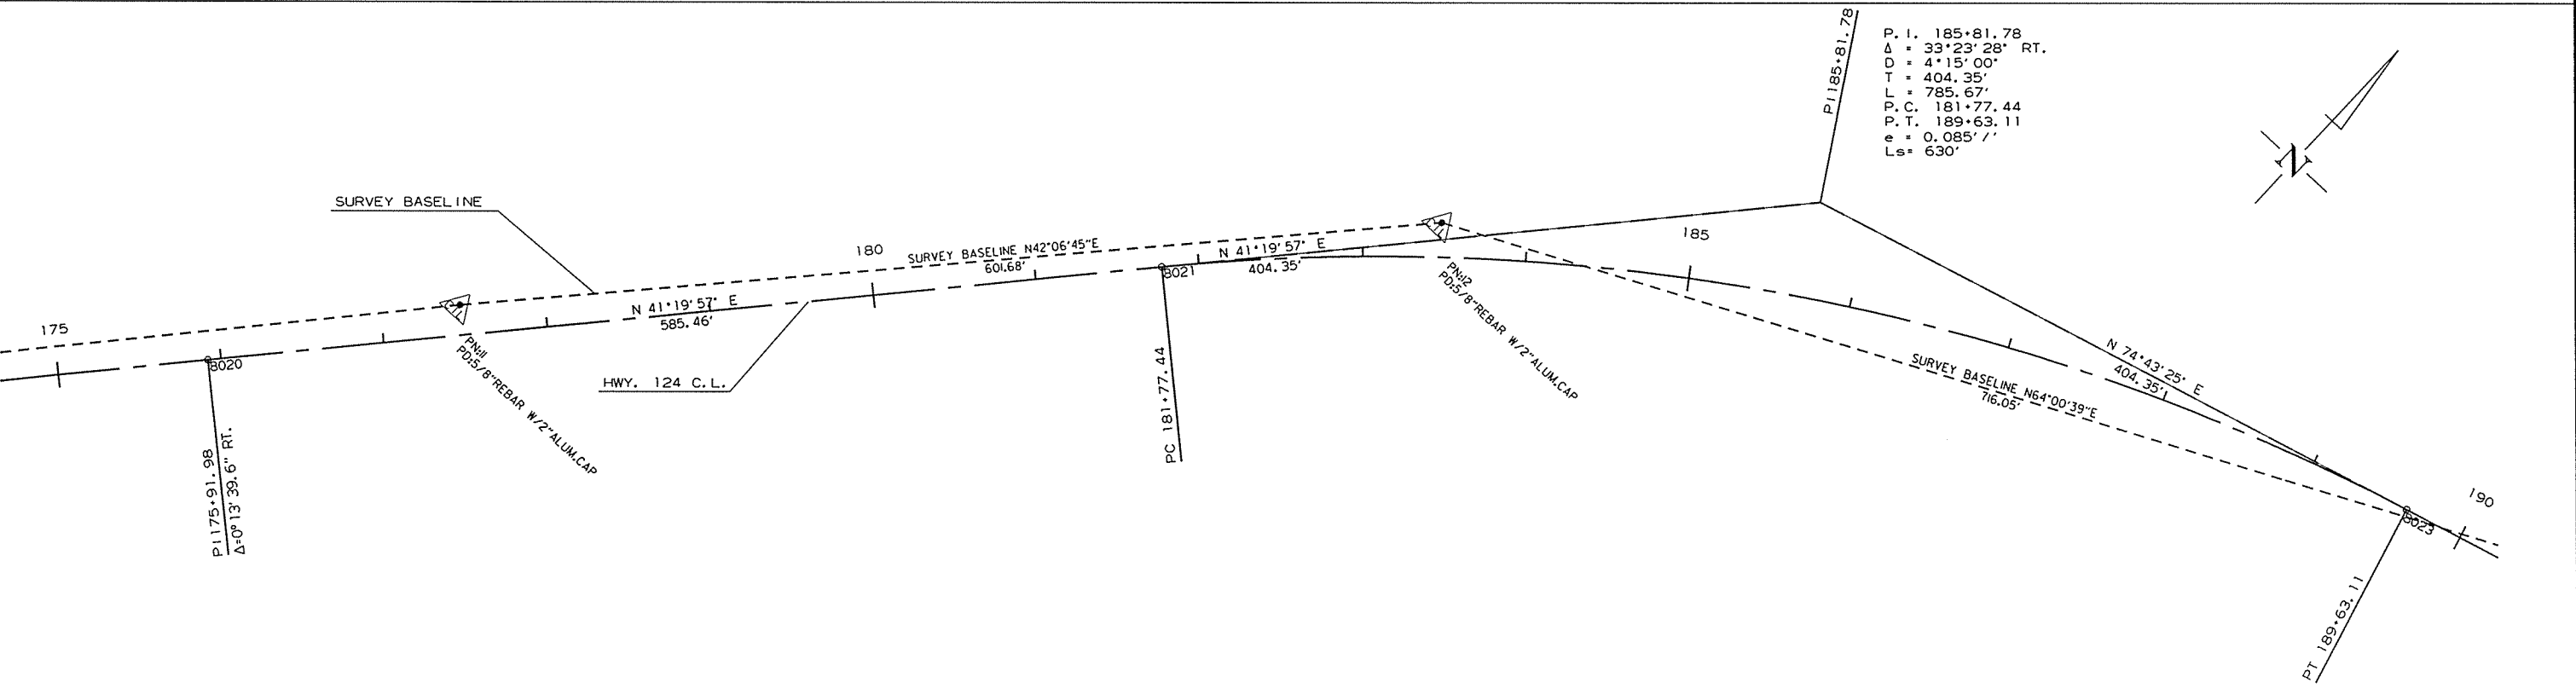 P.I. 185+81.78
Δ = 33°23'28" RT.
D = 4°15'00"
T = 404.35'
L = 785.67'
P.C. 181+77.44
P.T. 189+63.11
e = 0.085'/'
Ls= 630'
PI 185+81.78
N
SURVEY BASELINE
175
180
185
190
SURVEY BASELINE N42°06'45"E
601.68'
N 41°19'57" E
404.35'
N 41°19'57" E
585.46'
8020
8021
8023
PN:11
PD:5/8"REBAR W/2"ALUM.CAP
PN:12
PD:5/8"REBAR W/2"ALUM.CAP
HWY. 124 C.L.
N 74°43'25" E
404.35'
SURVEY BASELINE N64°00'39"E
716.05'
PI 175+91.98
Δ=0°13'39.6" RT.
PC 181+77.44
PT 189+63.11